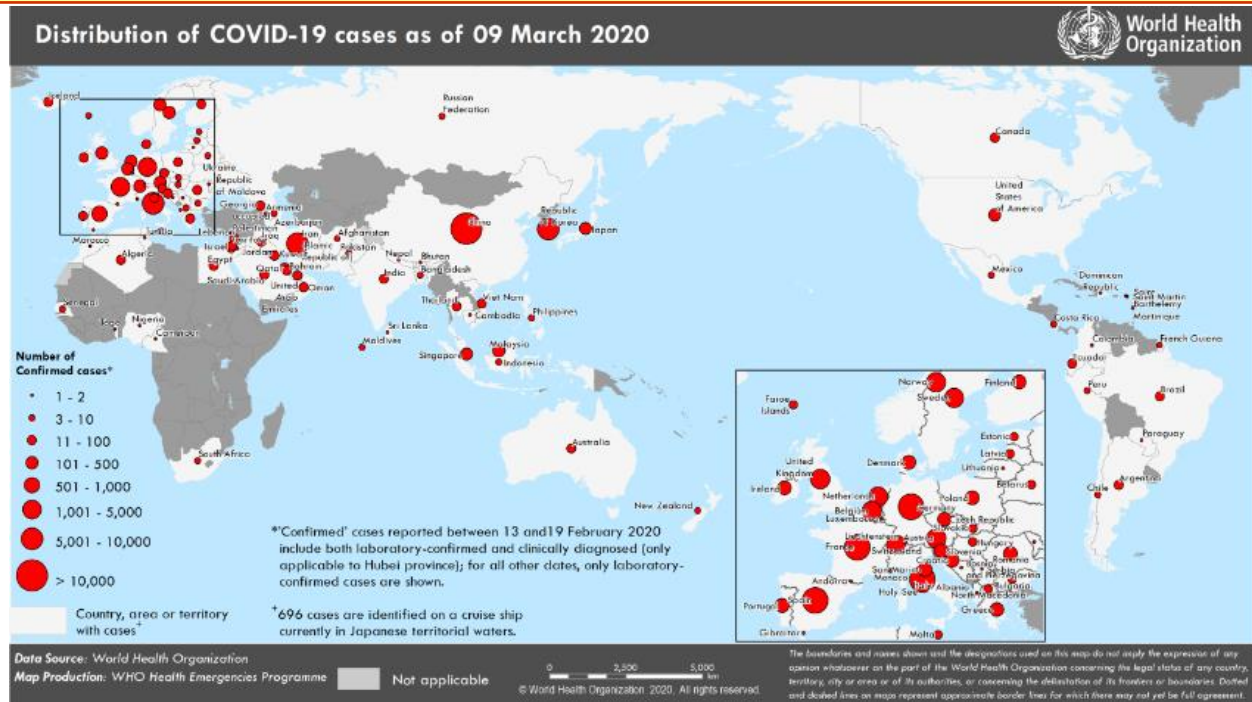 Distribution of COVID-19 cases as of 09 March 2020
World Health
Organization
Iceland
Russian
Federation
Canada
United
States
of America
Mexico
Dominican
Republic
Saint
Saint Martin
Barthelemy
Martinique
Costa Rica
Colombia
French Guiana
Ecuador
Peru
Brazil
Paraguay
Chile
Argentina
Ukraine
Republic
of Moldova
Georgia
Armenia
Azerbaijan
Tunisia
Morocco
Algeria
Lebanon
Israel
Jordan
Iraq
Iran
Islamic
Republic of
Afghanistan
Pakistan
Egypt
Qatar
Bahrain
Saudi Arabia
United
Arab
Emirates
Oman
Nepal
Bhutan
India
Bangladesh
China
Republic
of Korea
Japan
Thailand
Viet Nam
Cambodia
Philippines
Sri Lanka
Maldives
Malaysia
Singapore
Indonesia
Senegal
Togo
Nigeria
Cameroon
South Africa
Australia
New Zealand
Number of
Confirmed cases*
1 - 2
3 - 10
11 - 100
101 - 500
501 - 1,000
1,001 - 5,000
5,001 - 10,000
> 10,000
Country, area or territory
with cases+
*'Confirmed' cases reported between 13 and19 February 2020
include both laboratory-confirmed and clinically diagnosed (only
applicable to Hubei province); for all other dates, only laboratory-
confirmed cases are shown.
+696 cases are identified on a cruise ship
currently in Japanese territorial waters.
Norway
Finland
Sweden
Faroe
Islands
Estonia
Latvia
Lithuania
Denmark
United
Kingdom
Ireland
Belarus
Netherlands
Poland
Belgium
Germany
Luxembourg
Czech Republic
Slovakia
Liechtenstein
Austria
Hungary
France
Switzerland
Slovenia
Romania
Croatia
San Marino
Bosnia
and Herzegovina
Serbia
Monaco
Andorra
Italy
Albania
Bulgaria
Holy See
North Macedonia
Portugal
Spain
Greece
Gibraltar
Malta
Data Source: World Health Organization
Map Production: WHO Health Emergencies Programme
Not applicable
0 2,500 5,000
km
© World Health Organization 2020, All rights reserved.
The boundaries and names shown and the designations used on this map do not imply the expression of any
opinion whatsoever on the part of the World Health Organization concerning the legal status of any country,
territory, city or area or of its authorities, or concerning the delimitation of its frontiers or boundaries. Dotted
and dashed lines on maps represent approximate border lines for which there may not yet be full agreement.